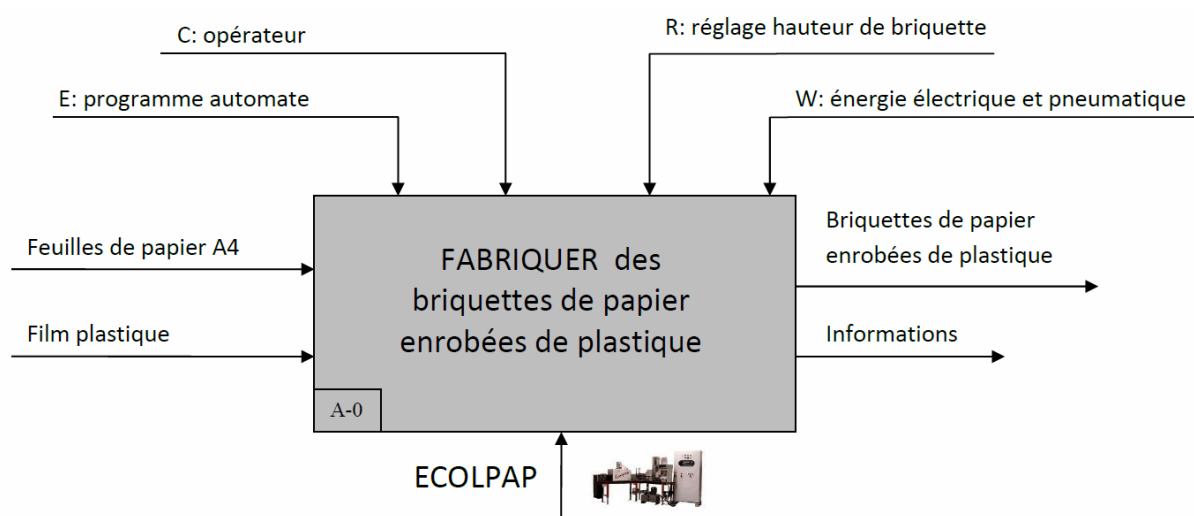 C: opérateur
R: réglage hauteur de briquette
E: programme automate
W: énergie électrique et pneumatique
Feuilles de papier A4
Film plastique
FABRIQUER des
briquettes de papier
enrobées de plastique
A-0
Briquettes de papier
enrobées de plastique
Informations
ECOLPAP